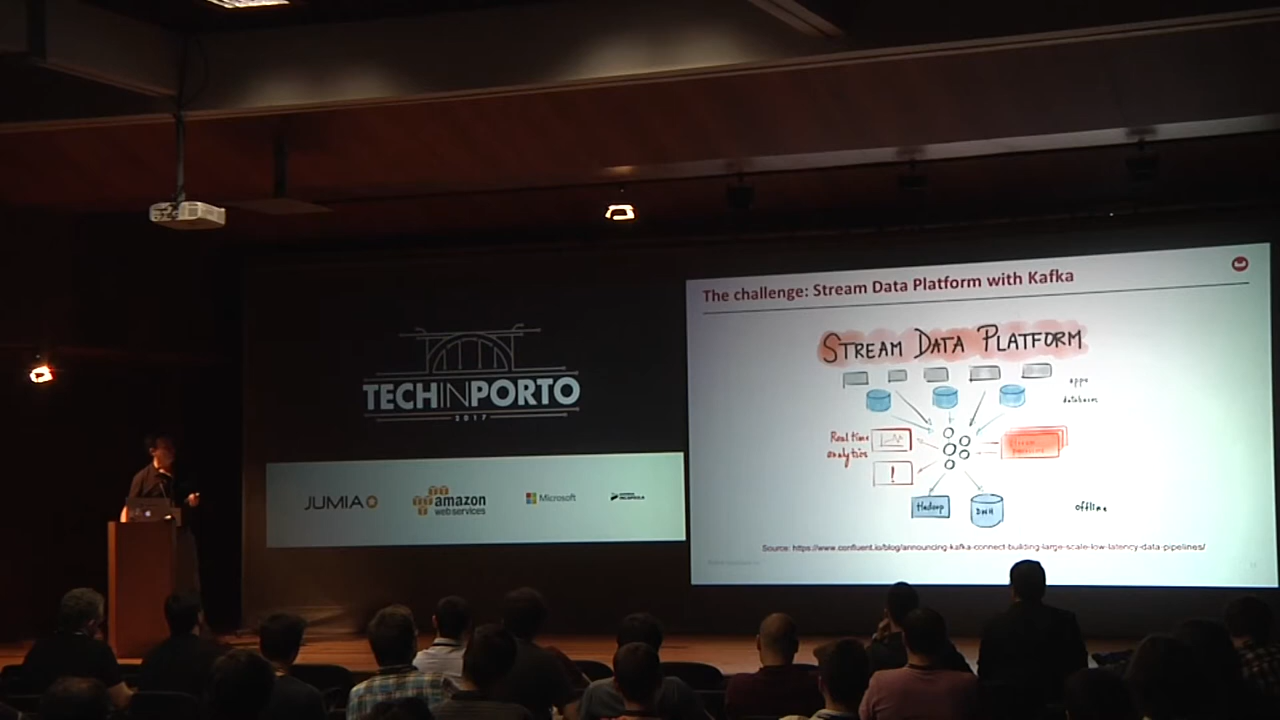 TECHINPORTO
2017
JUMIA
amazon
webservices
Microsoft
The challenge: Stream Data Platform with Kafka
STREAM DATA PLATFORM
apps
databases
Real time
analytics
!
Stream
Hadoop
DWH
offline
Source: https://www.confluent.io/blog/announcing-kafka-connect-building-large-scale-low-latency-data-pipelines/